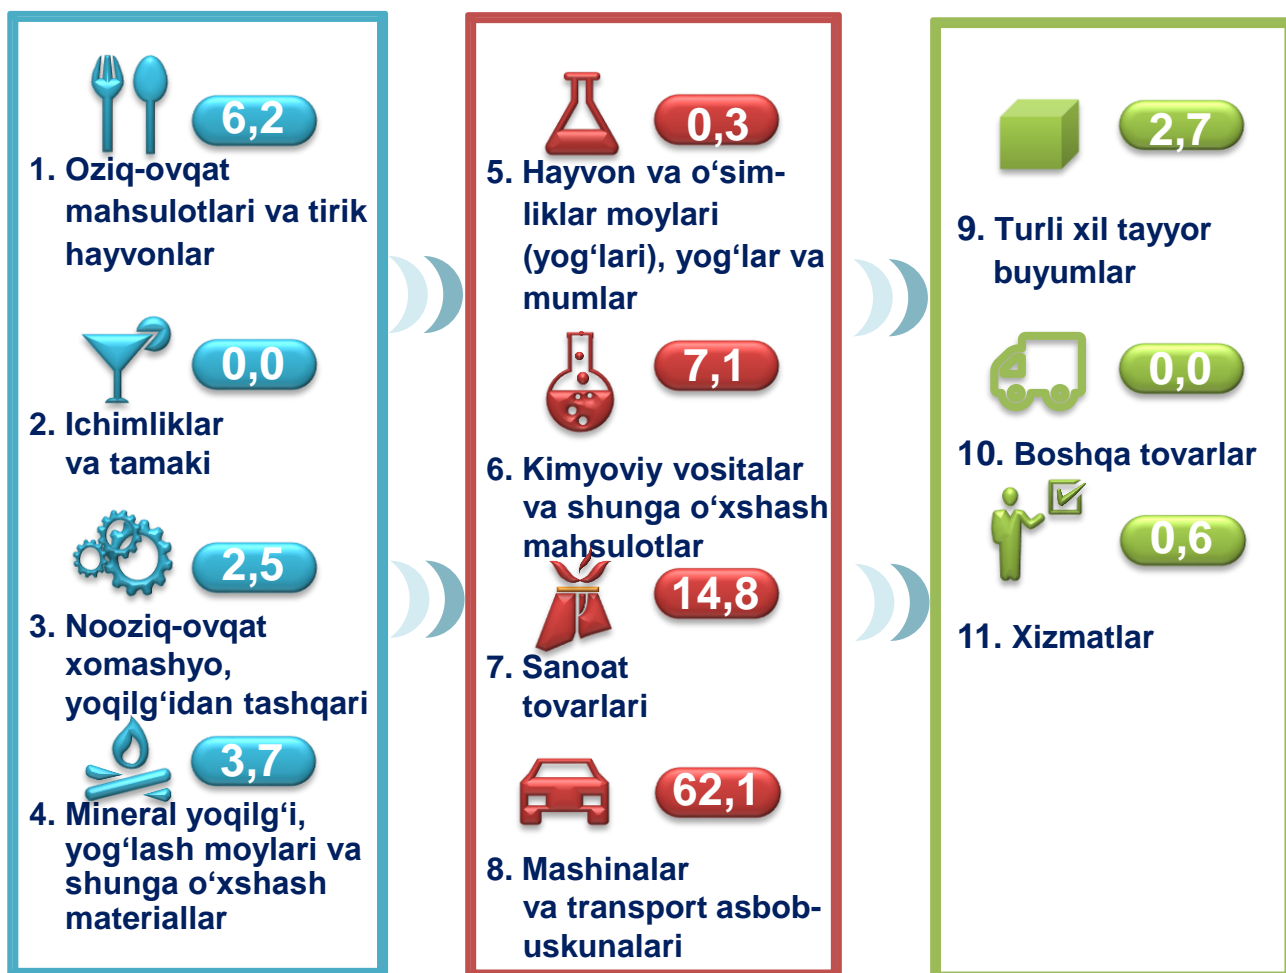 6,2
1. Oziq-ovqat
mahsulotlari va tirik
hayvonlar
0,0
2. Ichimliklar
va tamaki
2,5
3. Nooziq-ovqat
xomashyo,
yoqilg‘idan tashqari
3,7
4. Mineral yoqilg‘i,
yog‘lash moylari va
shunga o‘xshash
materiallar
0,3
5. Hayvon va o‘sim-
liklar moylari
(yog‘lari), yog‘lar va
mumlar
7,1
6. Kimyoviy vositalar
va shunga o‘xshash
mahsulotlar
14,8
7. Sanoat
tovarlari
62,1
8. Mashinalar
va transport asbob-
uskunalari
2,7
9. Turli xil tayyor
buyumlar
0,0
10. Boshqa tovarlar
0,6
11. Xizmatlar